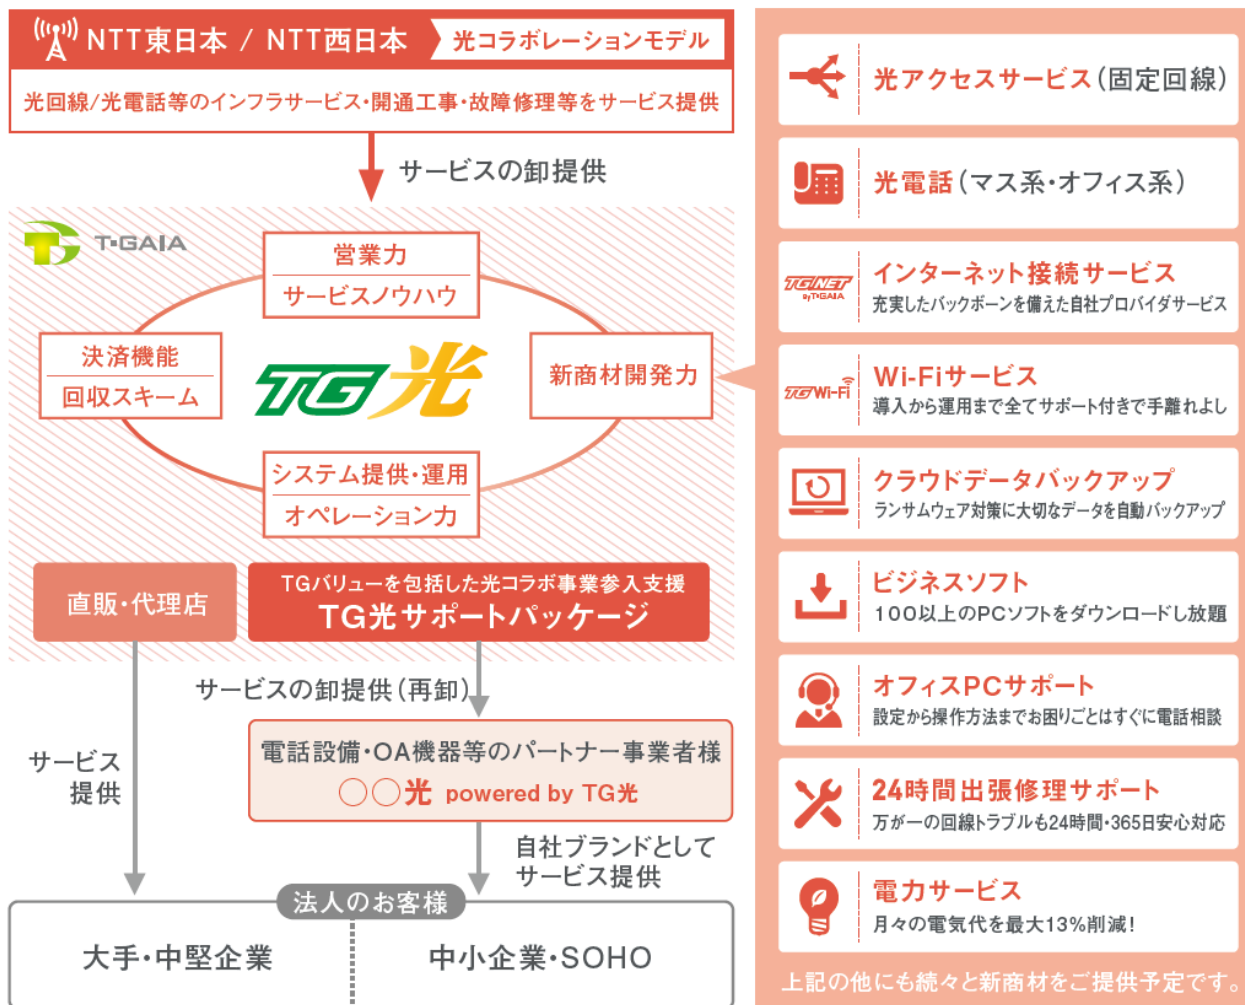 NTT東日本 / NTT西日本
光コラボレーションモデル
光回線/光電話等のインフラサービス・開通工事・故障修理等をサービス提供
サービスの卸提供
T-GAIA
営業力
サービスノウハウ
決済機能
回収スキーム
TG光
新商材開発力
システム提供・運用
オペレーション力
直販・代理店
TGバリューを包括した光コラボ事業参入支援
TG光サポートパッケージ
サービスの卸提供(再卸)
サービス
提供
電話設備・OA機器等のパートナー事業者様
○○光 powered by TG光
自社ブランドとして
サービス提供
法人のお客様
大手・中堅企業
中小企業・SOHO
光アクセスサービス(固定回線)
光電話(マス系・オフィス系)
TGNET
By T-GAIA
インターネット接続サービス
充実したバックボーンを備えた自社プロバイダサービス
TG Wi-Fi
Wi-Fiサービス
導入から運用まで全てサポート付きで手離れよし
クラウドデータバックアップ
ランサムウェア対策に大切なデータを自動バックアップ
ビジネスソフト
100以上のPCソフトをダウンロードし放題
オフィスPCサポート
設定から操作方法までお困りごとはすぐに電話相談
24時間出張修理サポート
万が一の回線トラブルも24時間・365日安心対応
電力サービス
月々の電気代を最大13%削減!
上記の他にも続々と新商材をご提供予定です。